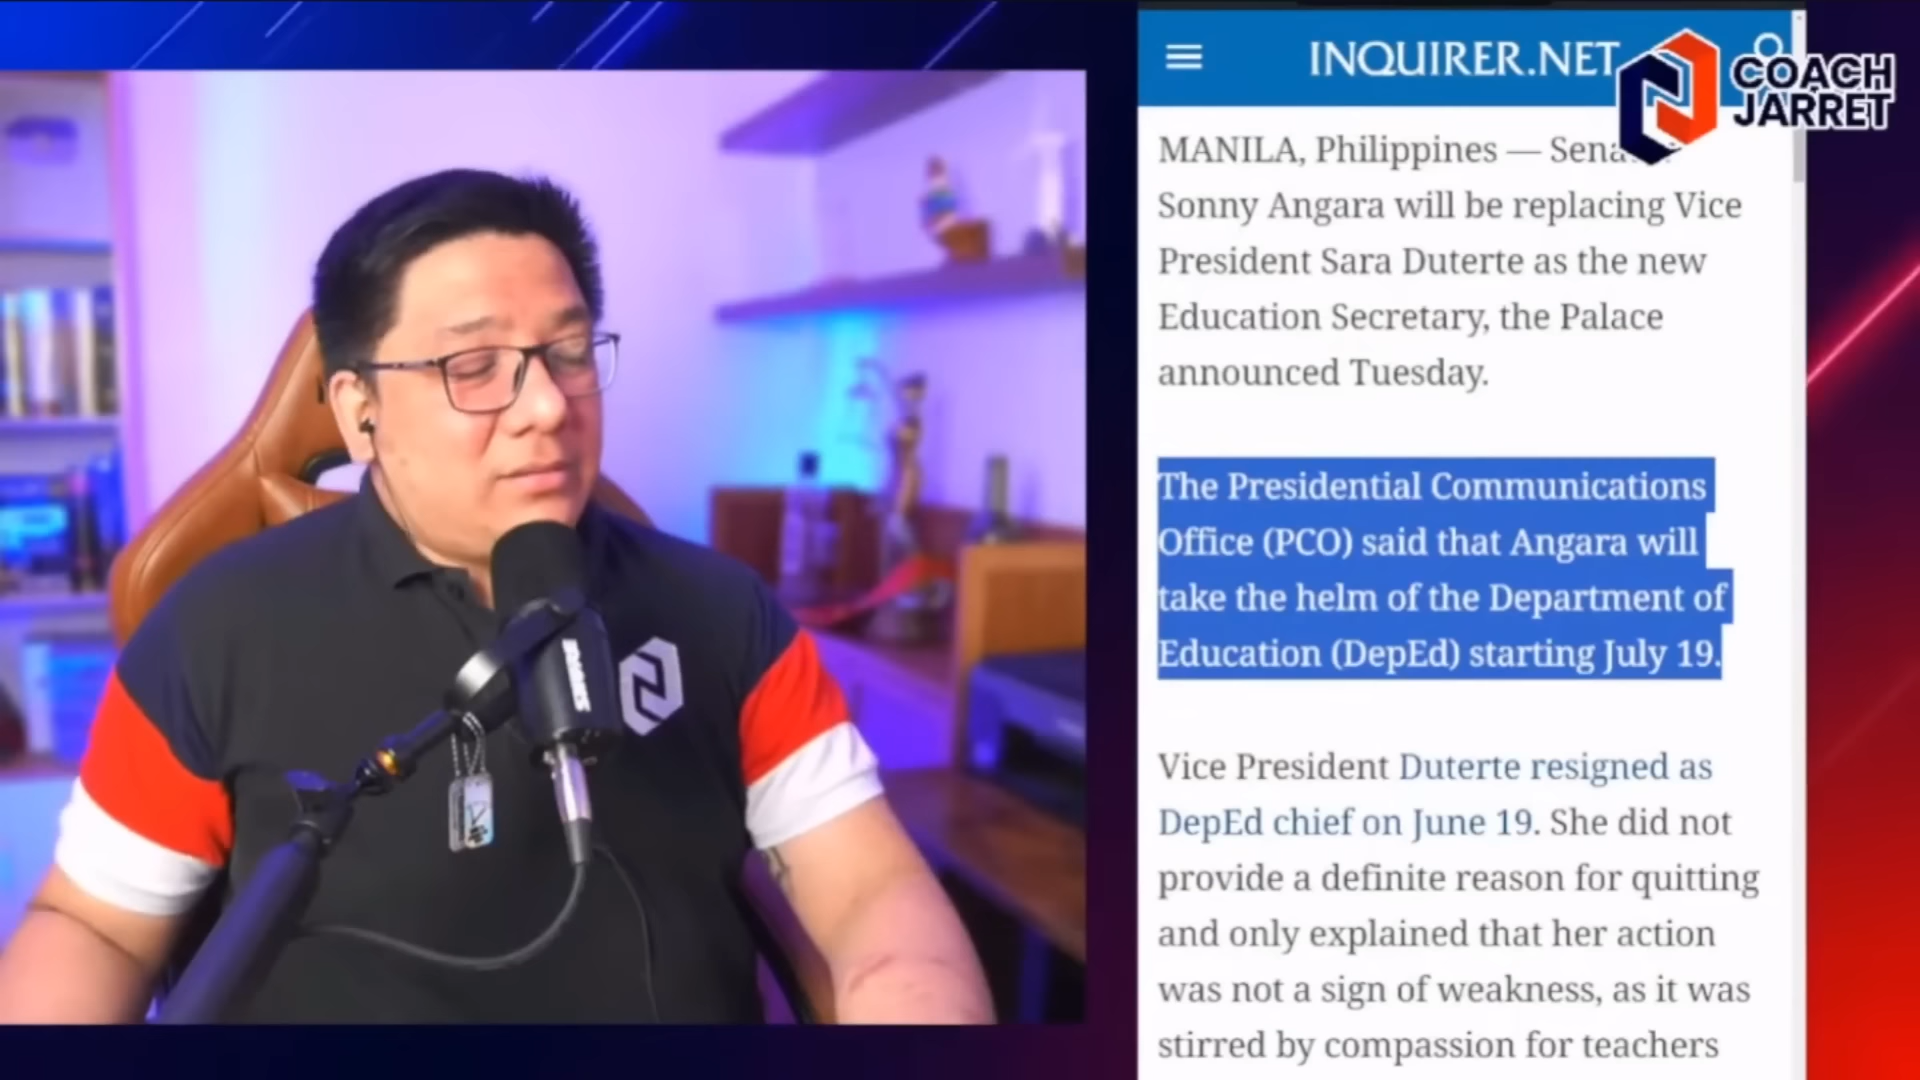 INQUIRER.NET
COACH
JARRET
MANILA, Philippines — Sena
Sonny Angara will be replacing Vice
President Sara Duterte as the new
Education Secretary, the Palace
announced Tuesday.
The Presidential Communications
Office (PCO) said that Angara will
take the helm of the Department of
Education (DepEd) starting July 19.
Vice President Duterte resigned as
DepEd chief on June 19. She did not
provide a definite reason for quitting
and only explained that her action
was not a sign of weakness, as it was
stirred by compassion for teachers
SHURE